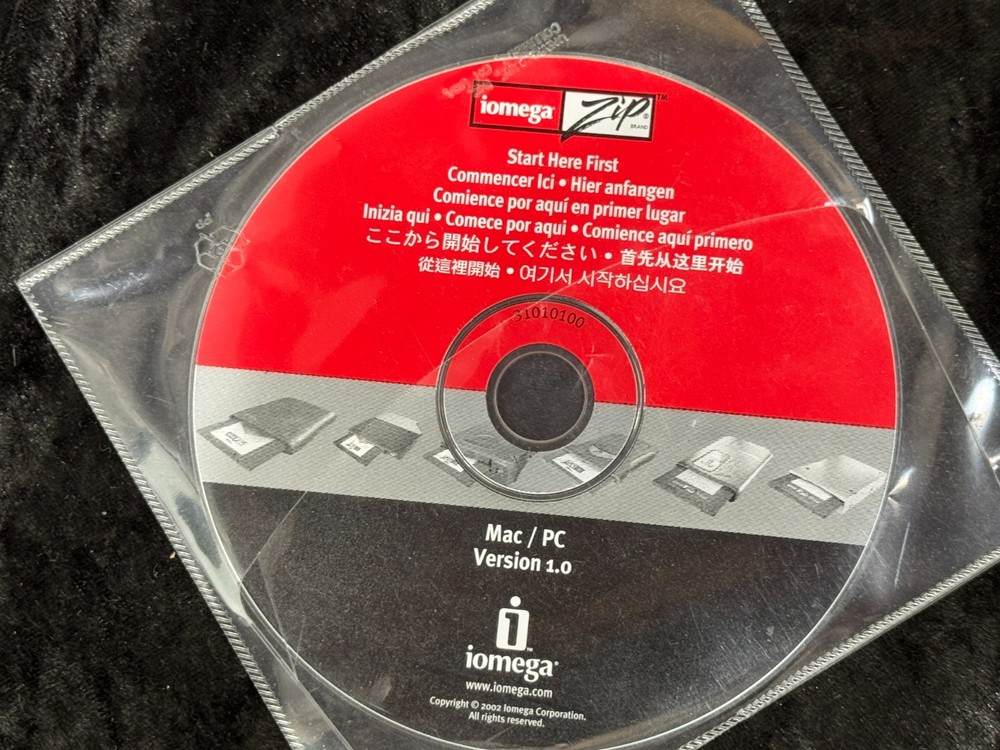 iomega Zip® ™
BRAND
Start Here First
Commencer Ici • Hier anfangen
Comience por aquí en primer lugar
Inizia qui • Comece por aqui • Comience aquí primero
ここから開始してください • 首先从这里开始
從這裡開始 • 여기서 시작하십시요
31010100
Mac / PC
Version 1.0
iomega®
www.iomega.com
Copyright © 2002 Iomega Corporation.
All rights reserved.
PP